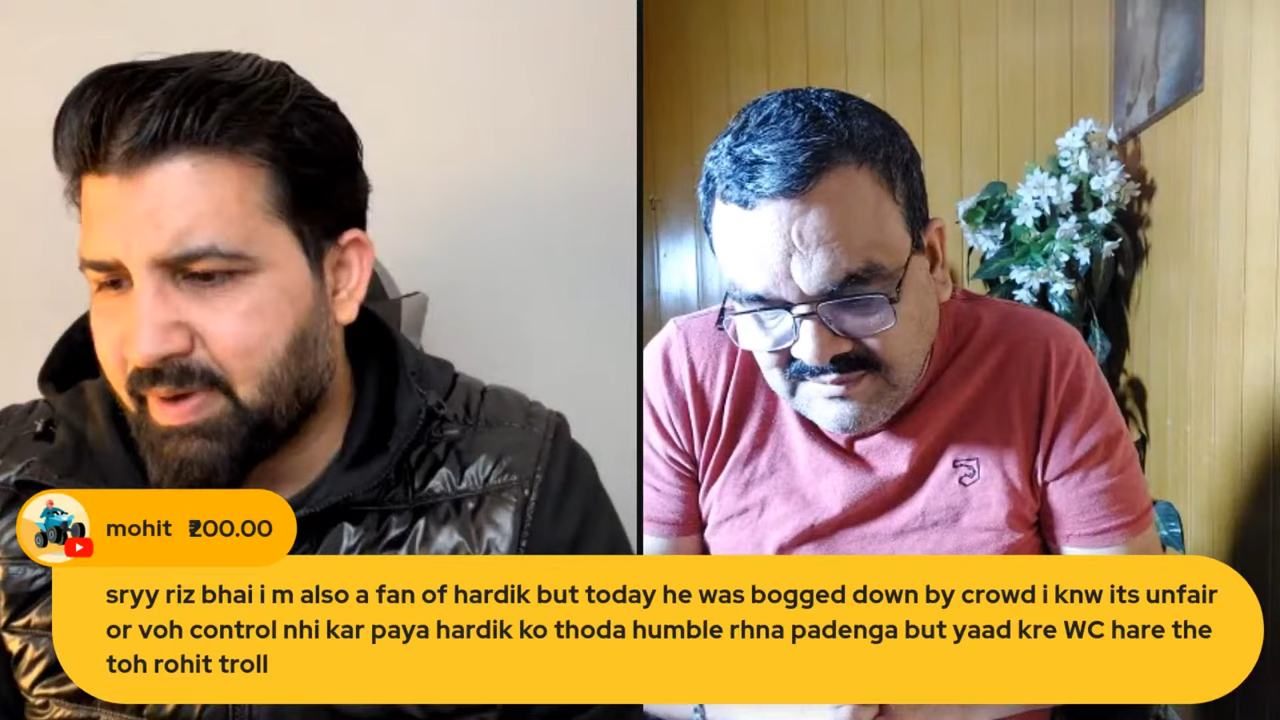 mohit ₹200.00
sryy riz bhai i m also a fan of hardik but today he was bogged down by crowd i knw its unfair
or voh control nhi kar paya hardik ko thoda humble rhna padenga but yaad kre WC hare the
toh rohit troll